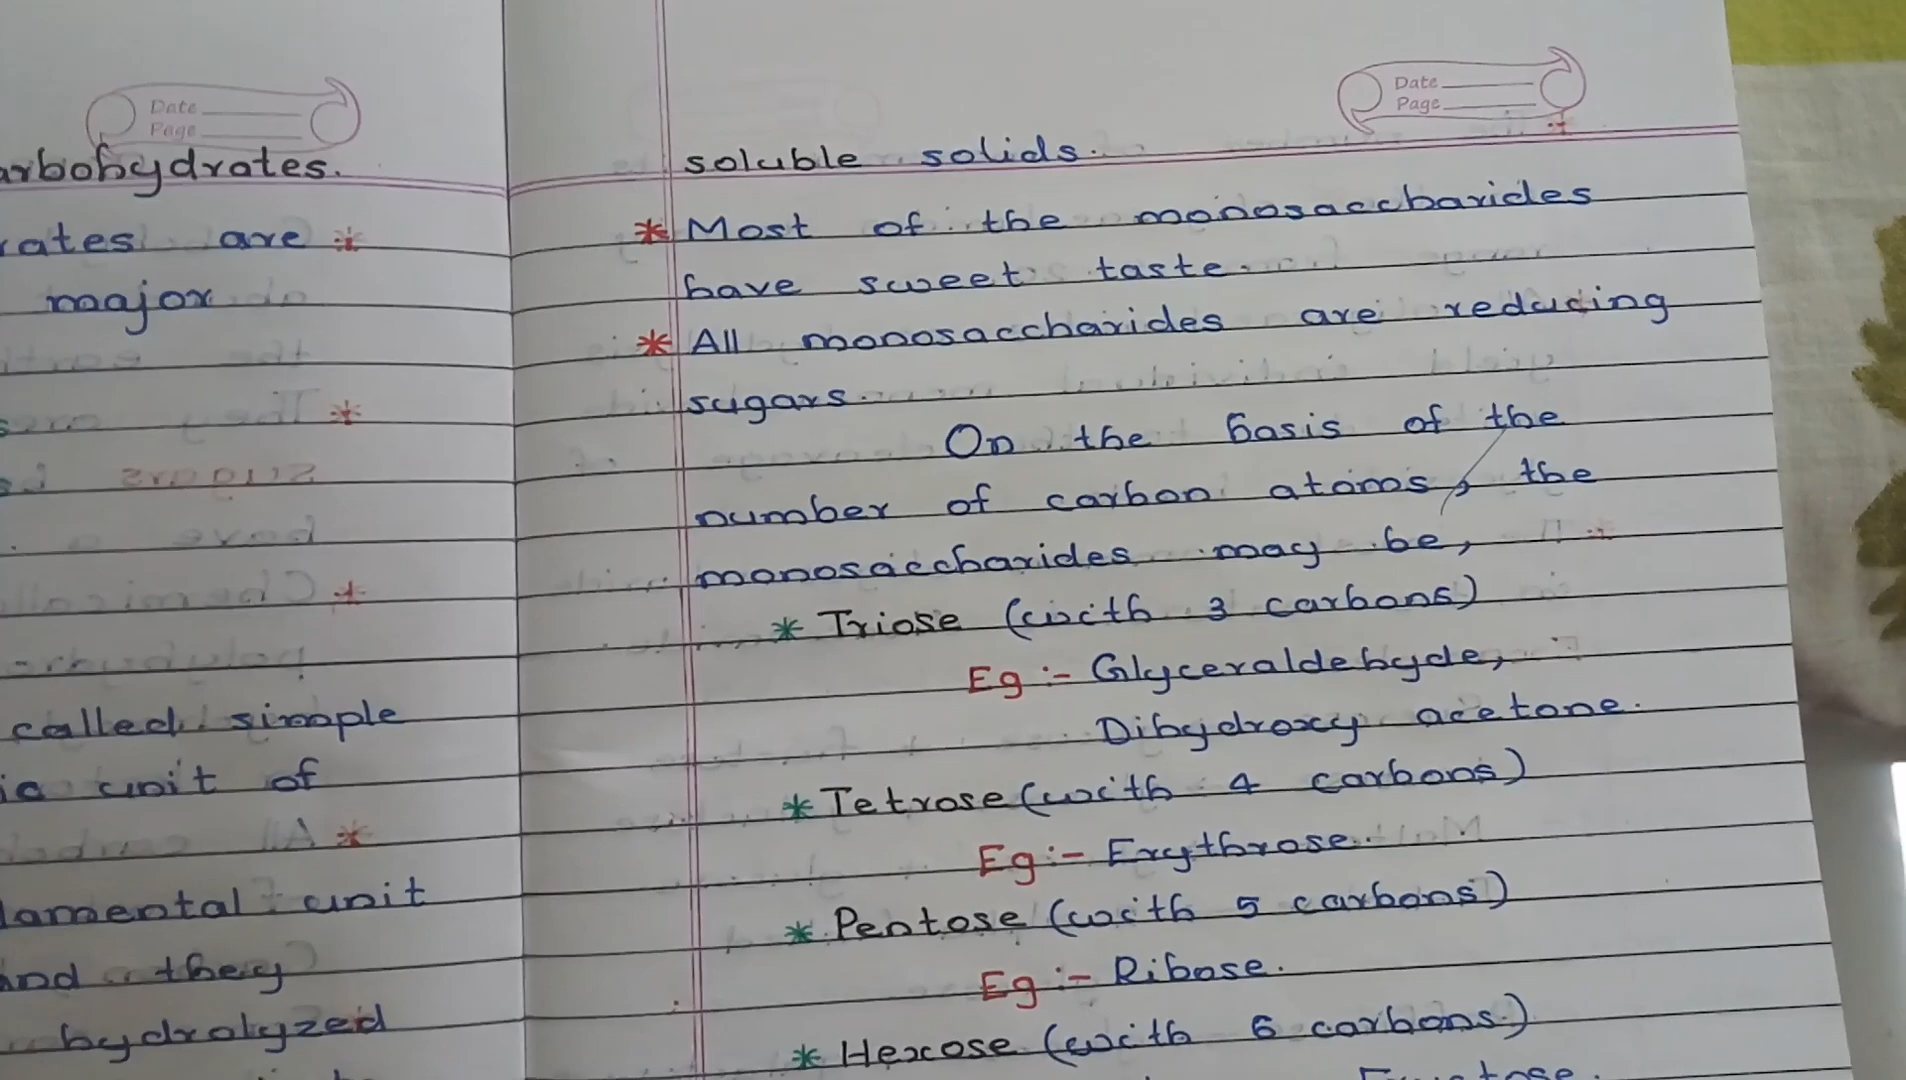 Date
Page
arbohydrates.
rates are
major
called simple
ic unit of
damental unit
and they
hydrolyzed
Date
Page
soluble solids.
* Most of the monosaccharides
have sweet taste.
* All monosaccharides are reducing
sugars.
On the basis of the
number of carbon atoms, the
monosaccharides may be,
* Triose (with 3 carbons)
Eg :- Glyceraldehyde,
Dihydroxy acetone.
* Tetrose (with 4 carbons)
Eg :- Erythrose.
* Pentose (with 5 carbons)
Eg :- Ribose.
* Hexose (with 6 carbons)